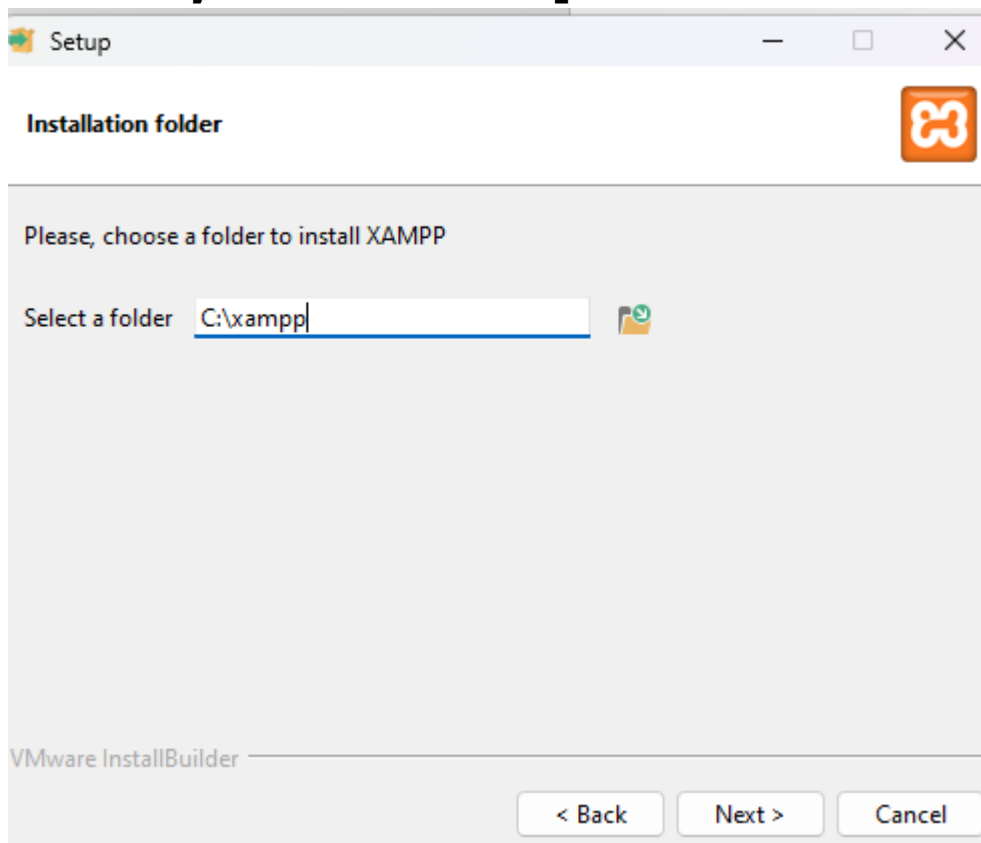 Setup
Installation folder
Please, choose a folder to install XAMPP
Select a folder C:\xampp
VMware InstallBuilder
< Back Next > Cancel